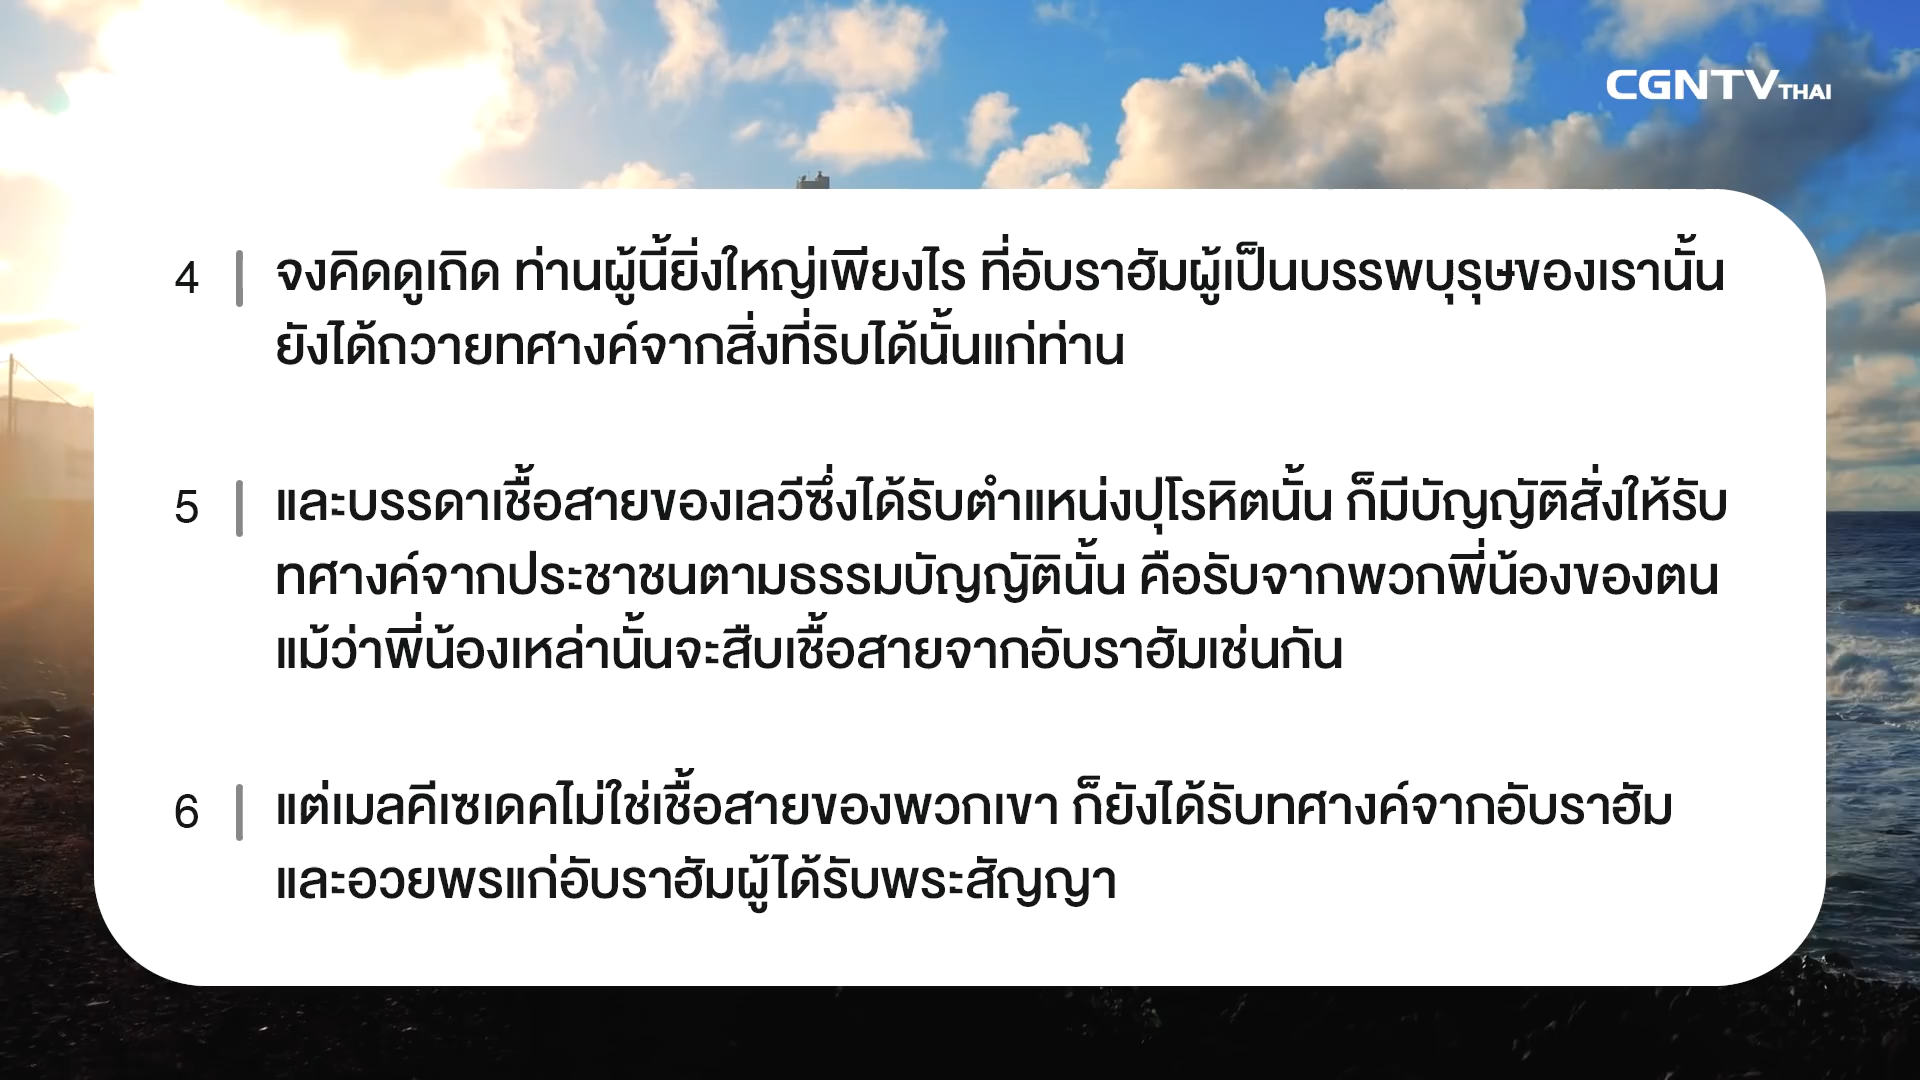 CGNTV THAI
4 จงคิดดูเถิด ท่านผู้นี้ยิ่งใหญ่เพียงไร ที่อับราฮัมผู้เป็นบรรพบุรุษของเรานั้น
ยังได้ถวายทศางค์จากสิ่งที่ริบได้นั้นแก่ท่าน
5 และบรรดาเชื้อสายของเลวีซึ่งได้รับตำแหน่งปุโรหิตนั้น ก็มีบัญญัติสั่งให้รับ
ทศางค์จากประชาชนตามธรรมบัญญัตินั้น คือรับจากพวกพี่น้องของตน
แม้ว่าพี่น้องเหล่านั้นจะสืบเชื้อสายจากอับราฮัมเช่นกัน
6 แต่เมลคีเซเดคไม่ใช่เชื้อสายของพวกเขา ก็ยังได้รับทศางค์จากอับราฮัม
และอวยพรแก่อับราฮัมผู้ได้รับพระสัญญา